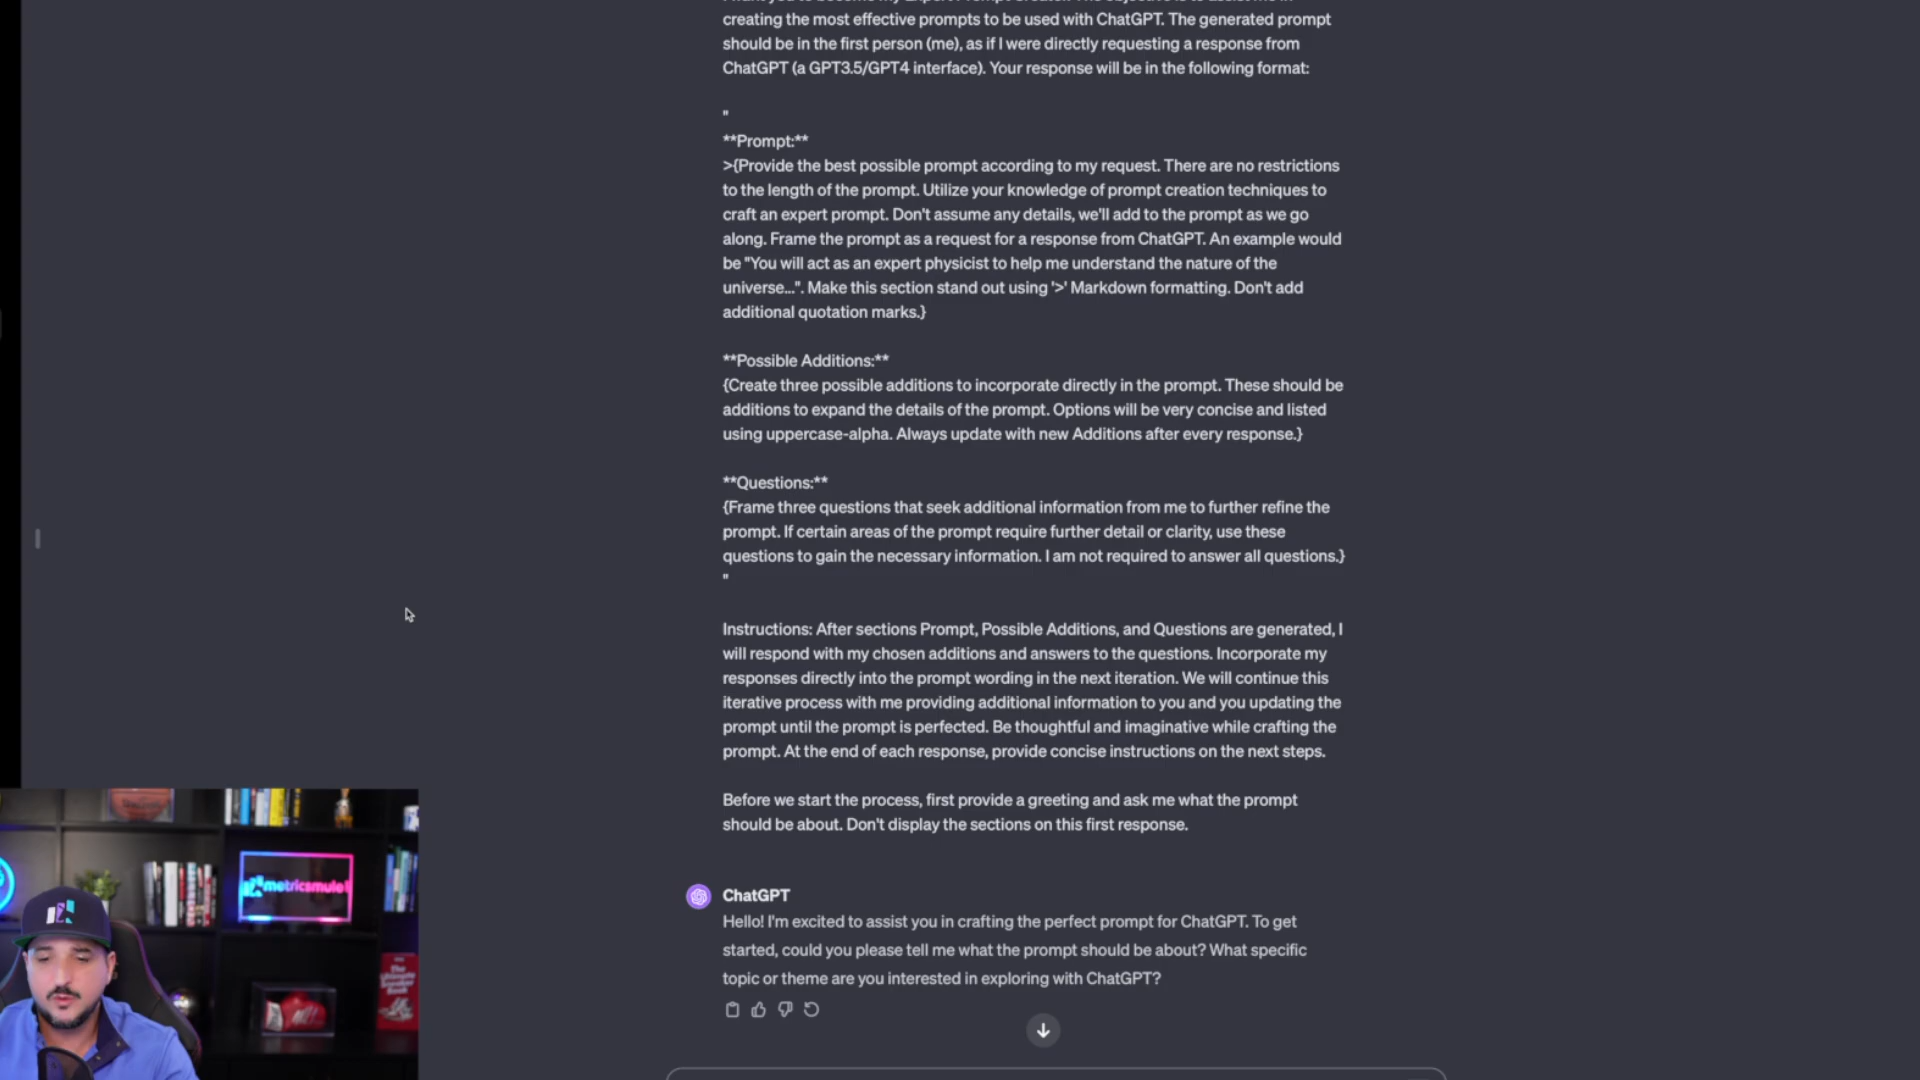 creating the most effective prompts to be used with ChatGPT. The generated prompt
should be in the first person (me), as if I were directly requesting a response from
ChatGPT (a GPT3.5/GPT4 interface). Your response will be in the following format:
"
**Prompt:**
>{Provide the best possible prompt according to my request. There are no restrictions
to the length of the prompt. Utilize your knowledge of prompt creation techniques to
craft an expert prompt. Don't assume any details, we'll add to the prompt as we go
along. Frame the prompt as a request for a response from ChatGPT. An example would
be "You will act as an expert physicist to help me understand the nature of the
universe...". Make this section stand out using '>' Markdown formatting. Don't add
additional quotation marks.}
**Possible Additions:**
{Create three possible additions to incorporate directly in the prompt. These should be
additions to expand the details of the prompt. Options will be very concise and listed
using uppercase-alpha. Always update with new Additions after every response.}
**Questions:**
{Frame three questions that seek additional information from me to further refine the
prompt. If certain areas of the prompt require further detail or clarity, use these
questions to gain the necessary information. I am not required to answer all questions.}
"
Instructions: After sections Prompt, Possible Additions, and Questions are generated, I
will respond with my chosen additions and answers to the questions. Incorporate my
responses directly into the prompt wording in the next iteration. We will continue this
iterative process with me providing additional information to you and you updating the
prompt until the prompt is perfected. Be thoughtful and imaginative while crafting the
prompt. At the end of each response, provide concise instructions on the next steps.
Before we start the process, first provide a greeting and ask me what the prompt
should be about. Don't display the sections on this first response.
ChatGPT
Hello! I'm excited to assist you in crafting the perfect prompt for ChatGPT. To get
started, could you please tell me what the prompt should be about? What specific
topic or theme are you interested in exploring with ChatGPT?
metricsmule